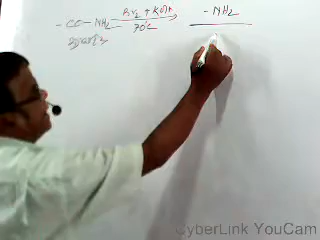 - CO - NH₂ Br₂ + KOH - NH₂
70°C
CyberLink YouCam